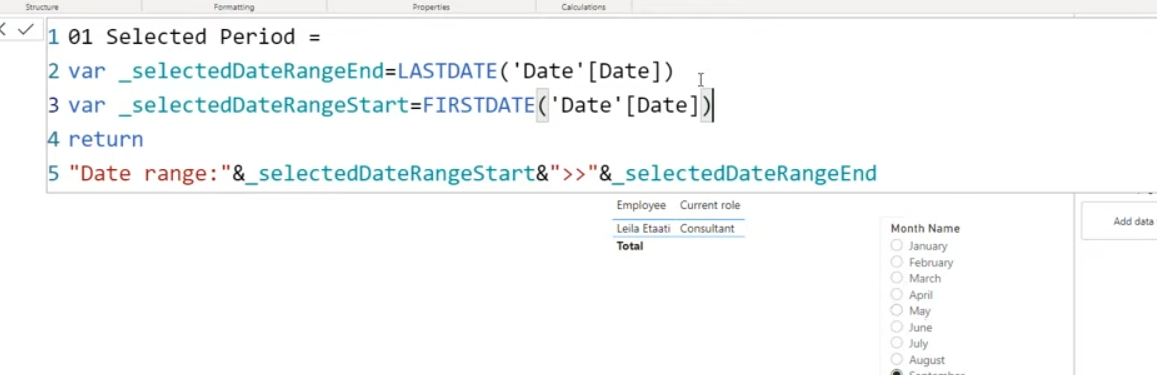 Structure Formatting Properties Calculations
1 01 Selected Period =
2 var _selectedDateRangeEnd=LASTDATE('Date'[Date])
3 var _selectedDateRangeStart=FIRSTDATE('Date'[Date])
4 return
5 "Date range:"&_selectedDateRangeStart&">>"&_selectedDateRangeEnd
Employee Current role
Leila Etaati Consultant
Total
Add data
Month Name
January
February
March
April
May
June
July
August
September